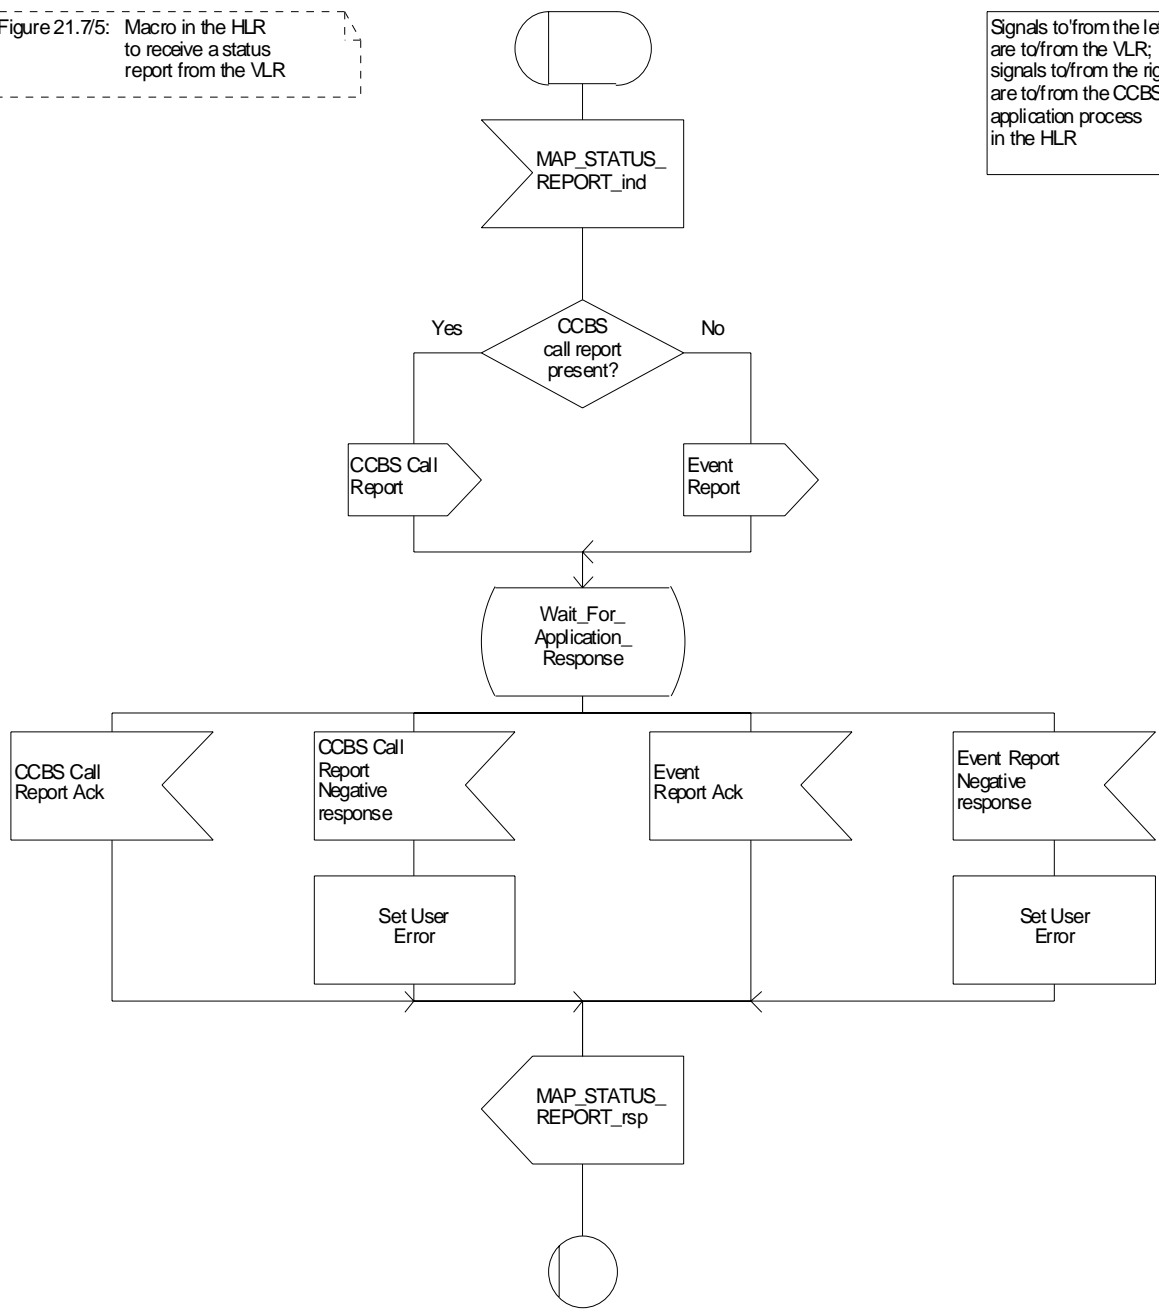 Figure 21.7/5: Macro in the HLR
to receive a status
report from the VLR
Signals to'from the le
are to/from the VLR;
signals to/from the rig
are to/from the CCBS
application process
in the HLR
MAP_STATUS_
REPORT_ind
Yes
CCBS
call report
present?
No
CCBS Call
Report
Event
Report
Wait_For_
Application_
Response
CCBS Call
Report Ack
CCBS Call
Report
Negative
response
Event
Report Ack
Event Report
Negative
response
Set User
Error
Set User
Error
MAP_STATUS_
REPORT_rsp